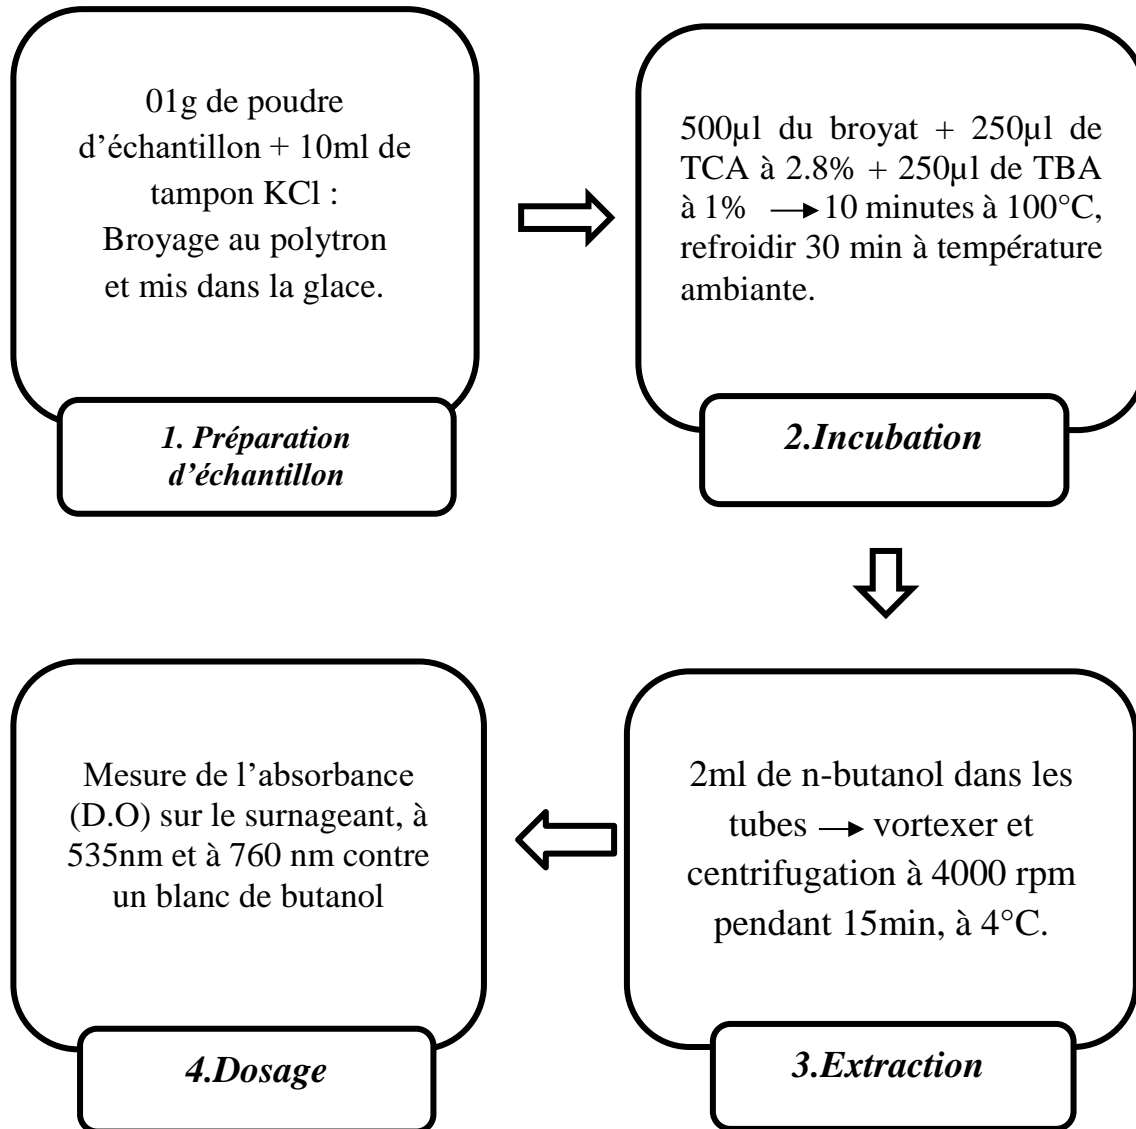 01g de poudre
d’échantillon + 10ml de
tampon KCl :
Broyage au polytron
et mis dans la glace.
1. Préparation
d’échantillon
500µl du broyat + 250µl de
TCA à 2.8% + 250µl de TBA
à 1% → 10 minutes à 100°C,
refroidir 30 min à température
ambiante.
2.Incubation
2ml de n-butanol dans les
tubes → vortexer et
centrifugation à 4000 rpm
pendant 15min, à 4°C.
3.Extraction
Mesure de l’absorbance
(D.O) sur le surnageant, à
535nm et à 760 nm contre
un blanc de butanol
4.Dosage